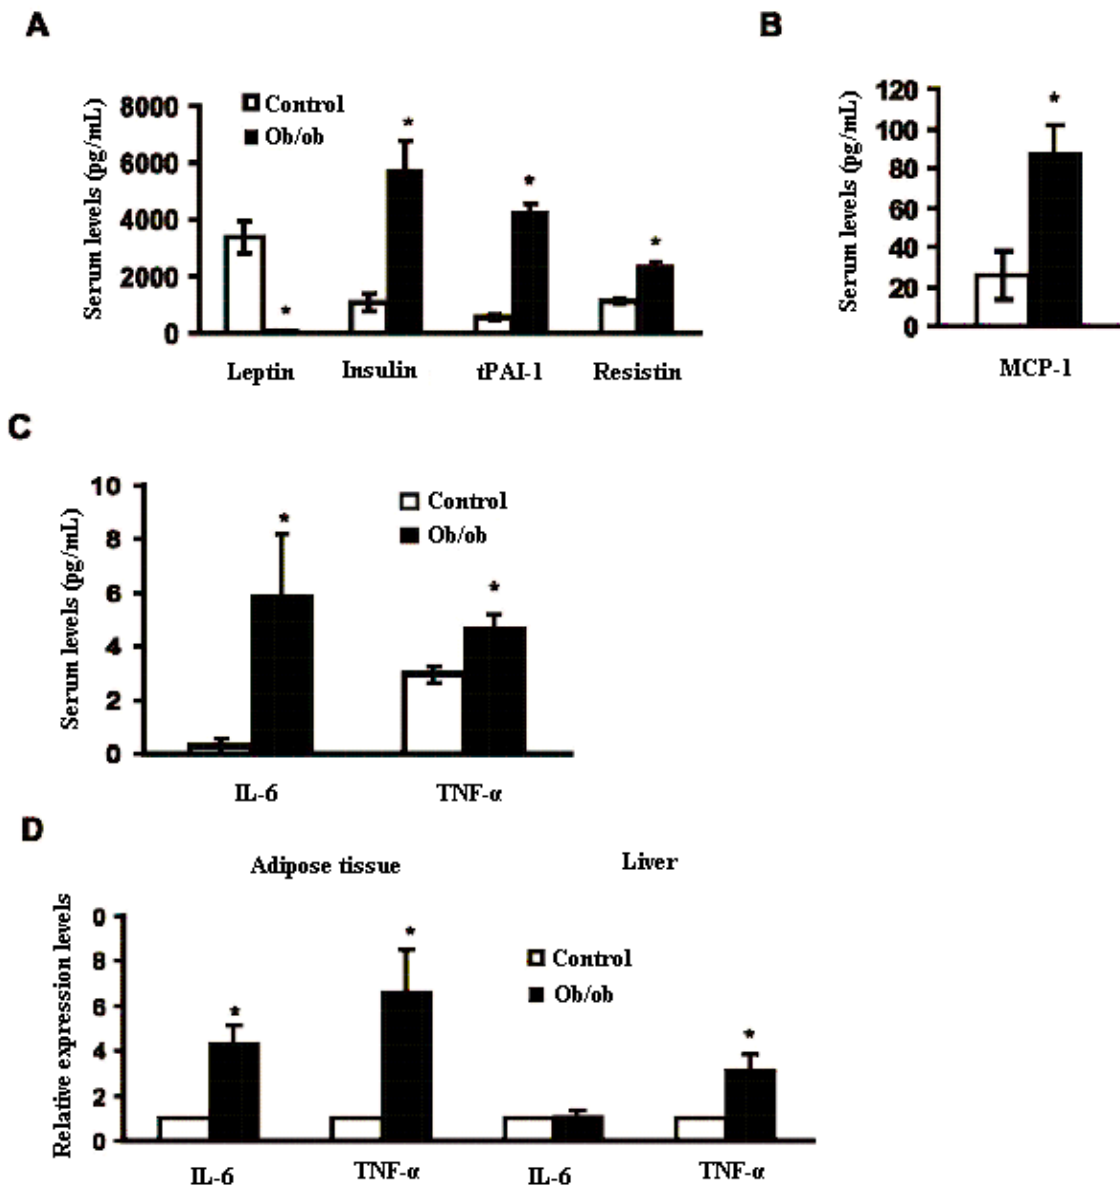 A
B
Serum levels (pg/mL)
8000
6000
4000
2000
0
Control
Ob/ob
*
*
*
*
Leptin
Insulin
tPAI-1
Resistin
Serum levels (pg/mL)
120
100
80
60
40
20
0
*
MCP-1
C
Serum levels (pg/mL)
10
8
6
4
2
0
Control
Ob/ob
*
*
IL-6
TNF-α
D
Adipose tissue
Liver
Relative expression levels
0
8
6
4
2
0
Control
Ob/ob
*
*
*
IL-6
TNF-α
IL-6
TNF-α